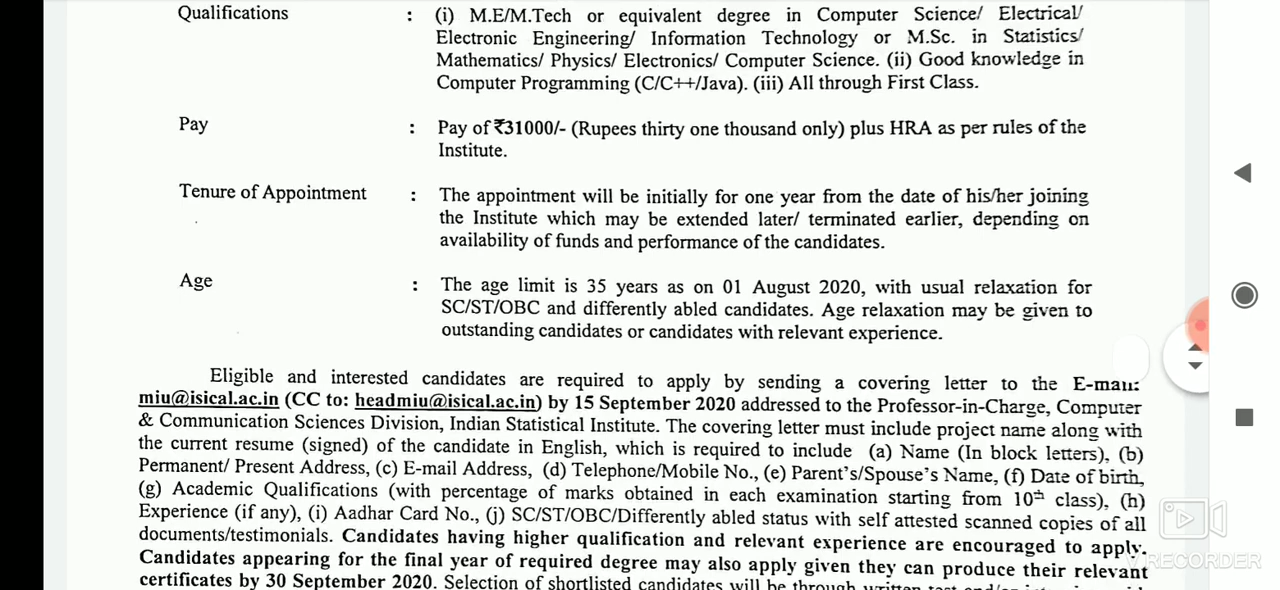 Qualifications : (i) M.E/M.Tech or equivalent degree in Computer Science/ Electrical/
Electronic Engineering/ Information Technology or M.Sc. in Statistics/
Mathematics/ Physics/ Electronics/ Computer Science. (ii) Good knowledge in
Computer Programming (C/C++/Java). (iii) All through First Class.
Pay : Pay of ₹31000/- (Rupees thirty one thousand only) plus HRA as per rules of the
Institute.
Tenure of Appointment : The appointment will be initially for one year from the date of his/her joining
the Institute which may be extended later/ terminated earlier, depending on
availability of funds and performance of the candidates.
Age : The age limit is 35 years as on 01 August 2020, with usual relaxation for
SC/ST/OBC and differently abled candidates. Age relaxation may be given to
outstanding candidates or candidates with relevant experience.
Eligible and interested candidates are required to apply by sending a covering letter to the E-mail:
miu@isical.ac.in (CC to: headmiu@isical.ac.in) by 15 September 2020 addressed to the Professor-in-Charge, Computer
& Communication Sciences Division, Indian Statistical Institute. The covering letter must include project name along with
the current resume (signed) of the candidate in English, which is required to include (a) Name (In block letters), (b)
Permanent/ Present Address, (c) E-mail Address, (d) Telephone/Mobile No., (e) Parent's/Spouse's Name, (f) Date of birth,
(g) Academic Qualifications (with percentage of marks obtained in each examination starting from 10th class), (h)
Experience (if any), (i) Aadhar Card No., (j) SC/ST/OBC/Differently abled status with self attested scanned copies of all
documents/testimonials. Candidates having higher qualification and relevant experience are encouraged to apply.
Candidates appearing for the final year of required degree may also apply given they can produce their relevant
certificates by 30 September 2020. Selection of shortlisted candidates will be through written test and/or
VRECORDER